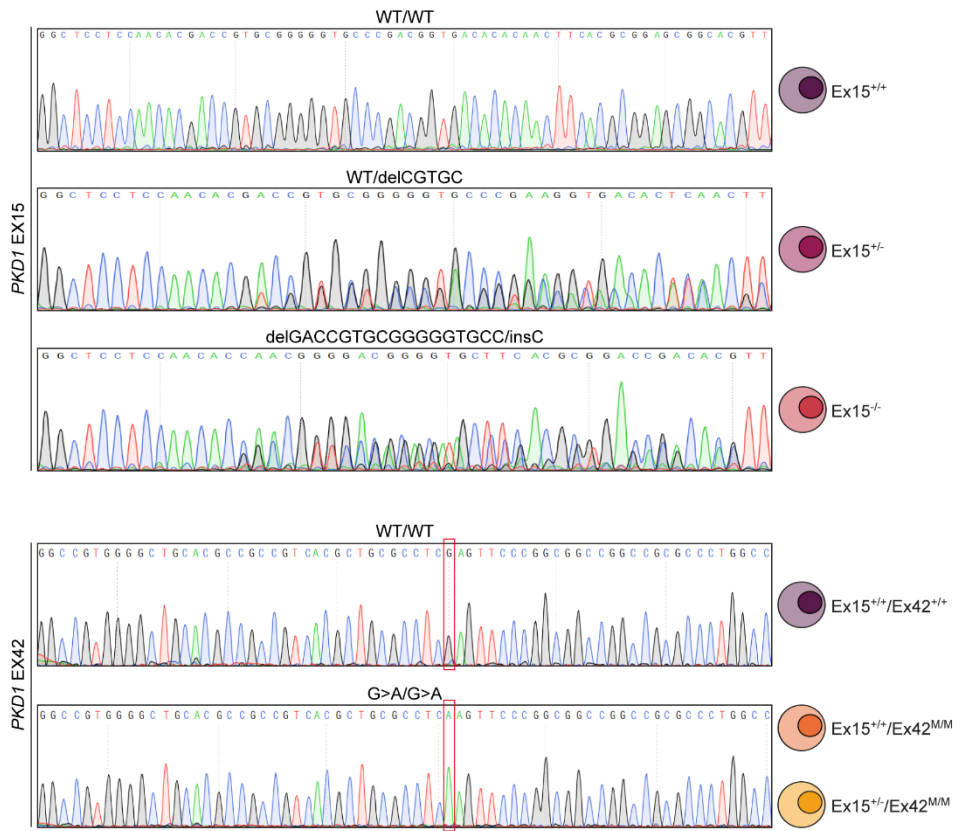 WT/WT
GGCTCCTCCAACACGACCGTGCGGGGGTGCCCGACGGTGACACACAACTTCACGCGGAGCGGCACGTT
Ex15+/+
PKD1 EX15
WT/delCGTGC
GGCTCCTCCAACACGACCGTGCGGGGGTGCCCGAAGGTGACACTCAACTT
Ex15+/-
delGACCGTGCGGGGGTGCC/insC
GGCTCCTCCAACACCAACGGGGACGGGGTGCTTCACGCGGACCGACACGTT
Ex15-/-
WT/WT
GGCCGTGGGGCTGCACGCCGCCGTCACGCTGCGCCTCGAGTTCCCGGCGGCCGGCCGCGCCCTGGCC
Ex15+/+/Ex42+/+
PKD1 EX42
G>A/G>A
GGCCGTGGGGCTGCACGCCGCCGTCACGCTGCGCCTCAAGTTCCCGGCGGCCGGCCGCGCCCTGGCC
Ex15+/+/Ex42M/M
Ex15+/-/Ex42M/M